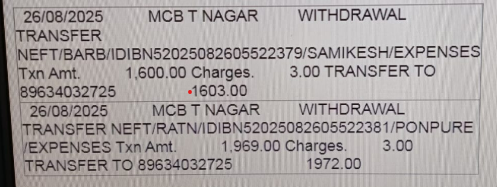 26/08/2025 MCB T NAGAR WITHDRAWAL
TRANSFER
NEFT/BARB/IDIBN52025082605522379/SAMIKESH/EXPENSES
Txn Amt. 1,600.00 Charges. 3.00 TRANSFER TO
89634032725 1603.00
26/08/2025 MCB T NAGAR WITHDRAWAL
TRANSFER NEFT/RATN/IDIBN52025082605522381/PONPURE
/EXPENSES Txn Amt. 1,969.00 Charges. 3.00
TRANSFER TO 89634032725 1972.00